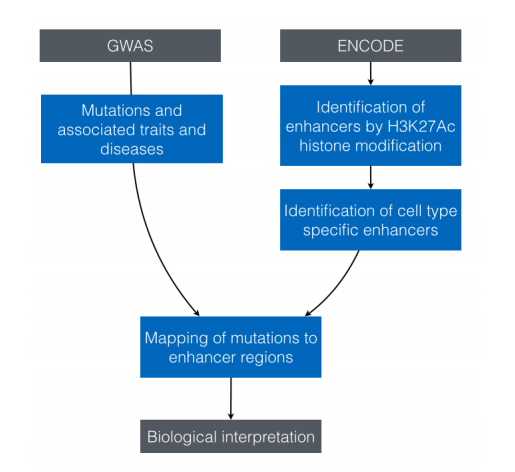 GWAS
ENCODE
Mutations and
associated traits and
diseases
Identification of
enhancers by H3K27Ac
histone modification
Identification of cell type
specific enhancers
Mapping of mutations to
enhancer regions
Biological interpretation